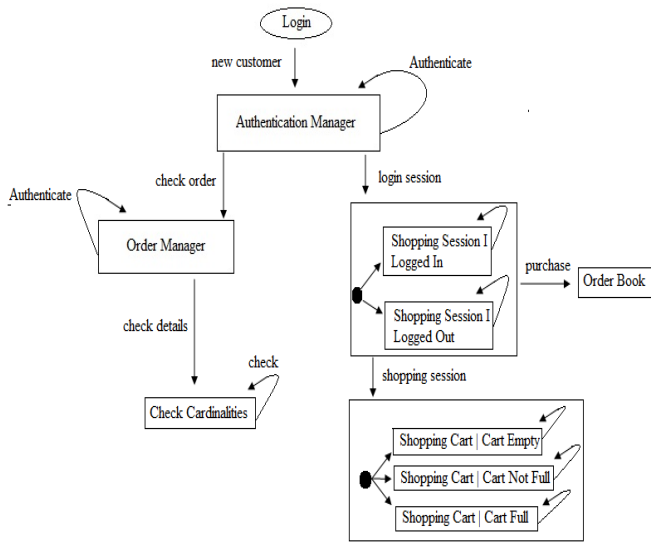 Login
new customer
Authenticate
Authentication Manager
check order
login session
Authenticate
Order Manager
Shopping Session I
Logged In
purchase
Order Book
Shopping Session I
Logged Out
check details
shopping session
check
Check Cardinalities
Shopping Cart | Cart Empty
Shopping Cart | Cart Not Full
Shopping Cart | Cart Full